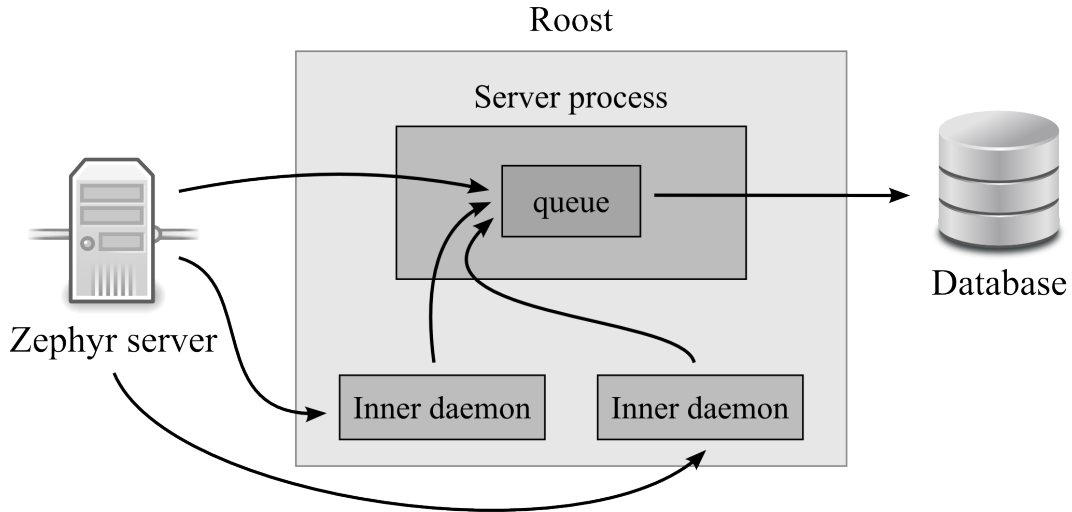 Roost
Server process
queue
Database
Zephyr server
Inner daemon
Inner daemon